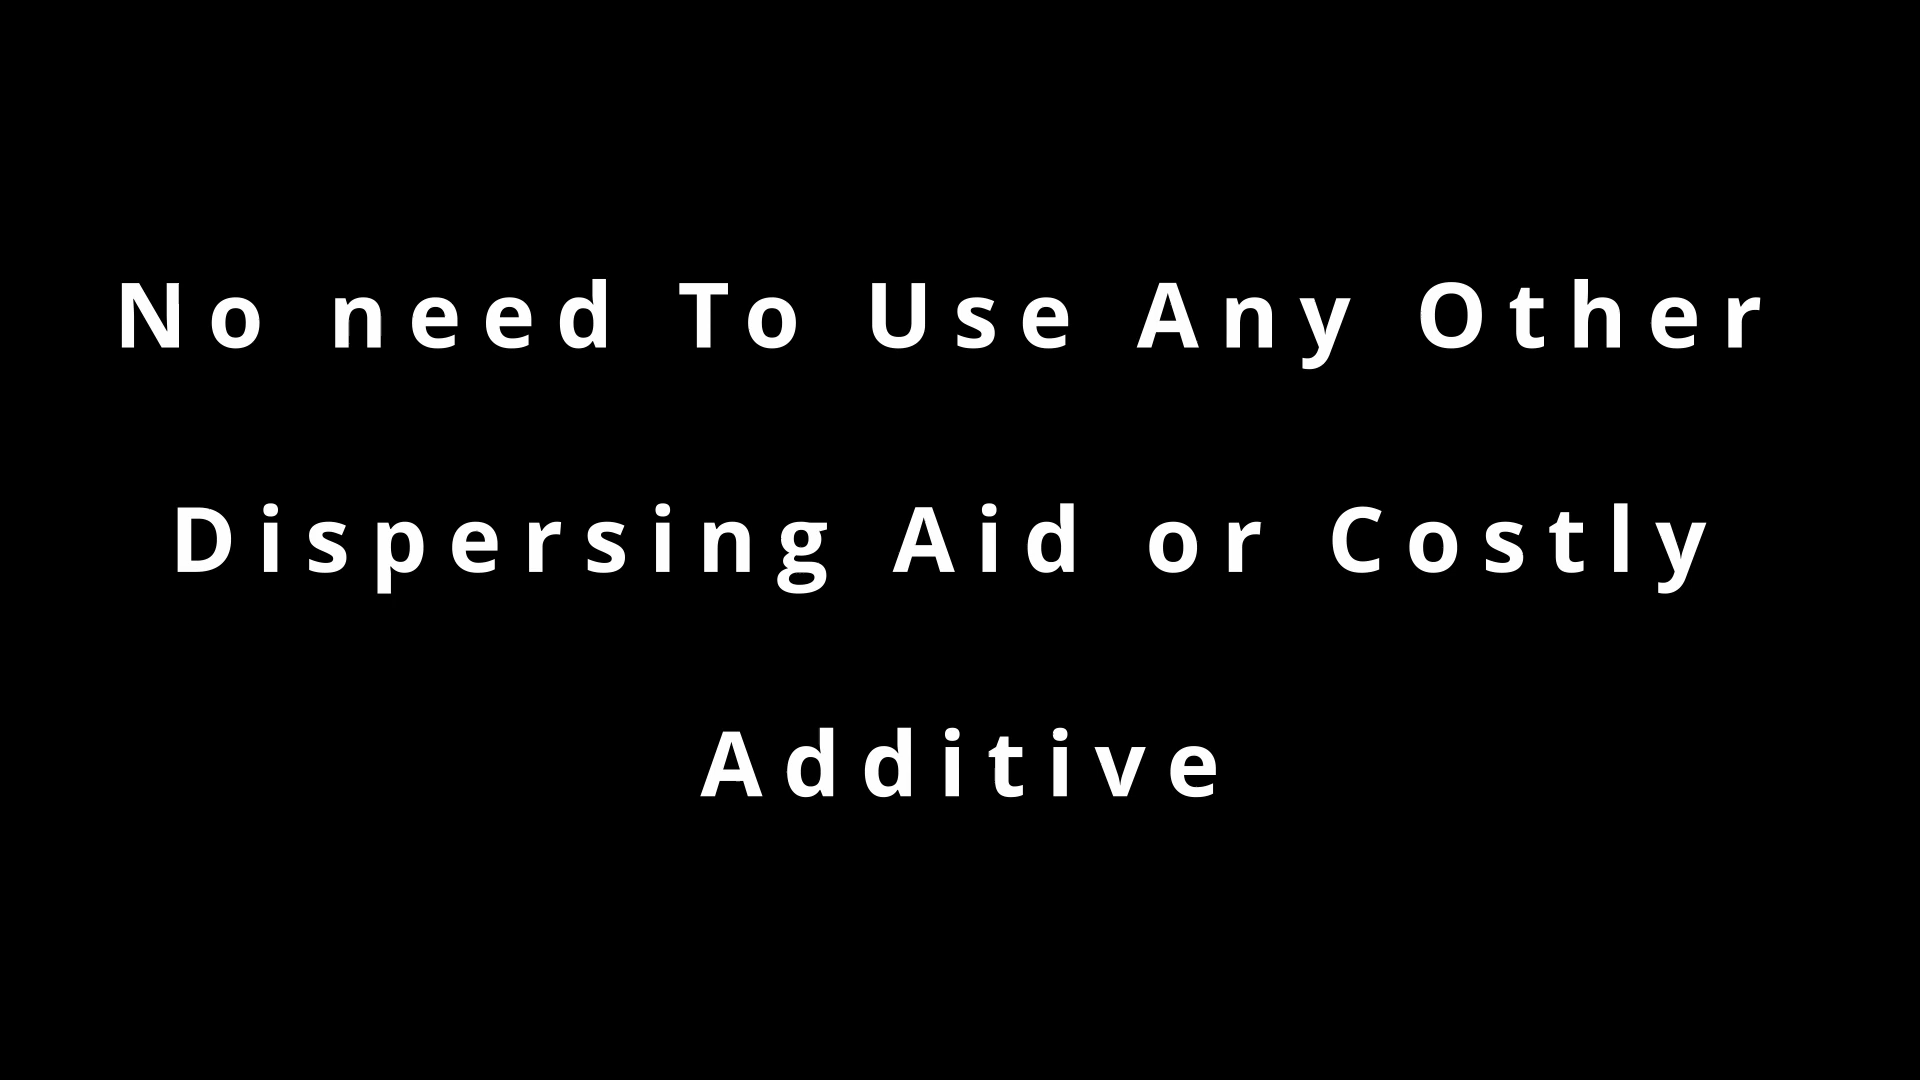 No need To Use Any Other
Dispersing Aid or Costly
Additive